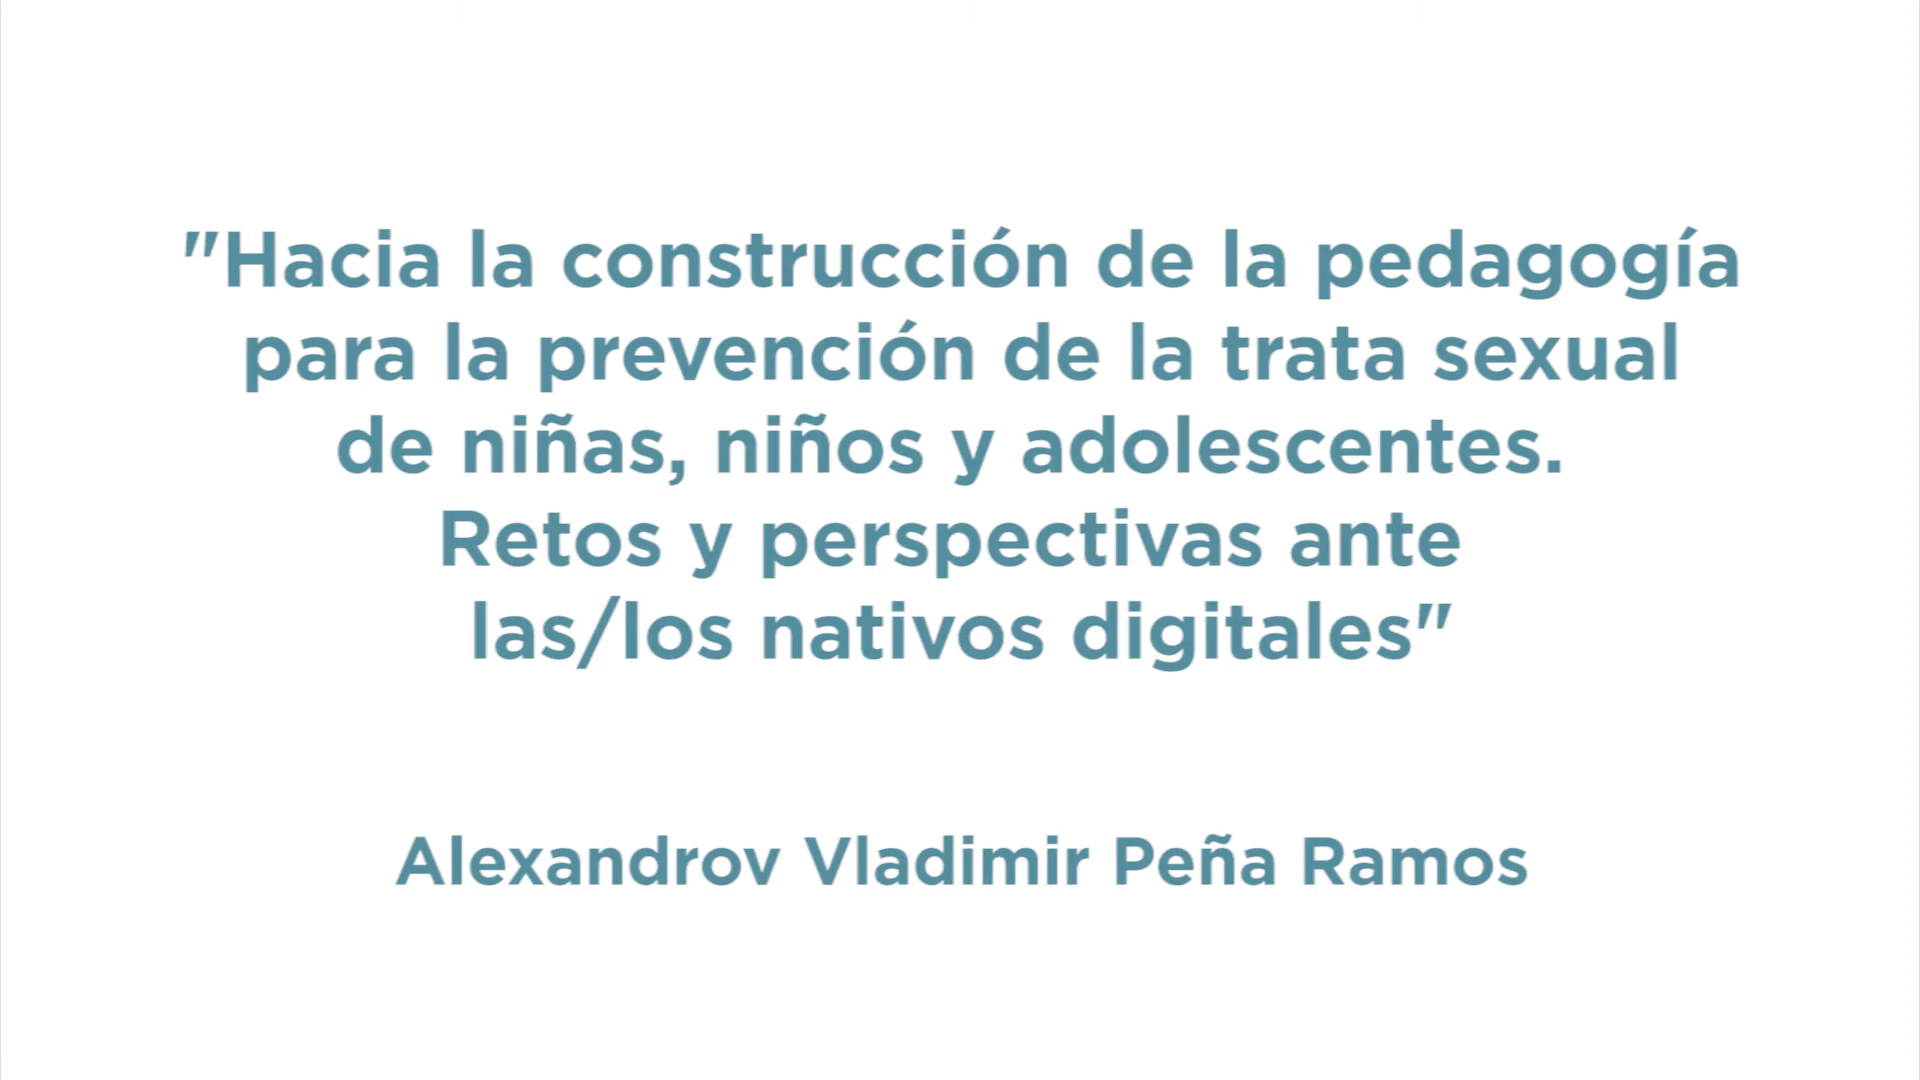 "Hacia la construcción de la pedagogía
para la prevención de la trata sexual
de niñas, niños y adolescentes.
Retos y perspectivas ante
las/los nativos digitales"
Alexandrov Vladimir Peña Ramos